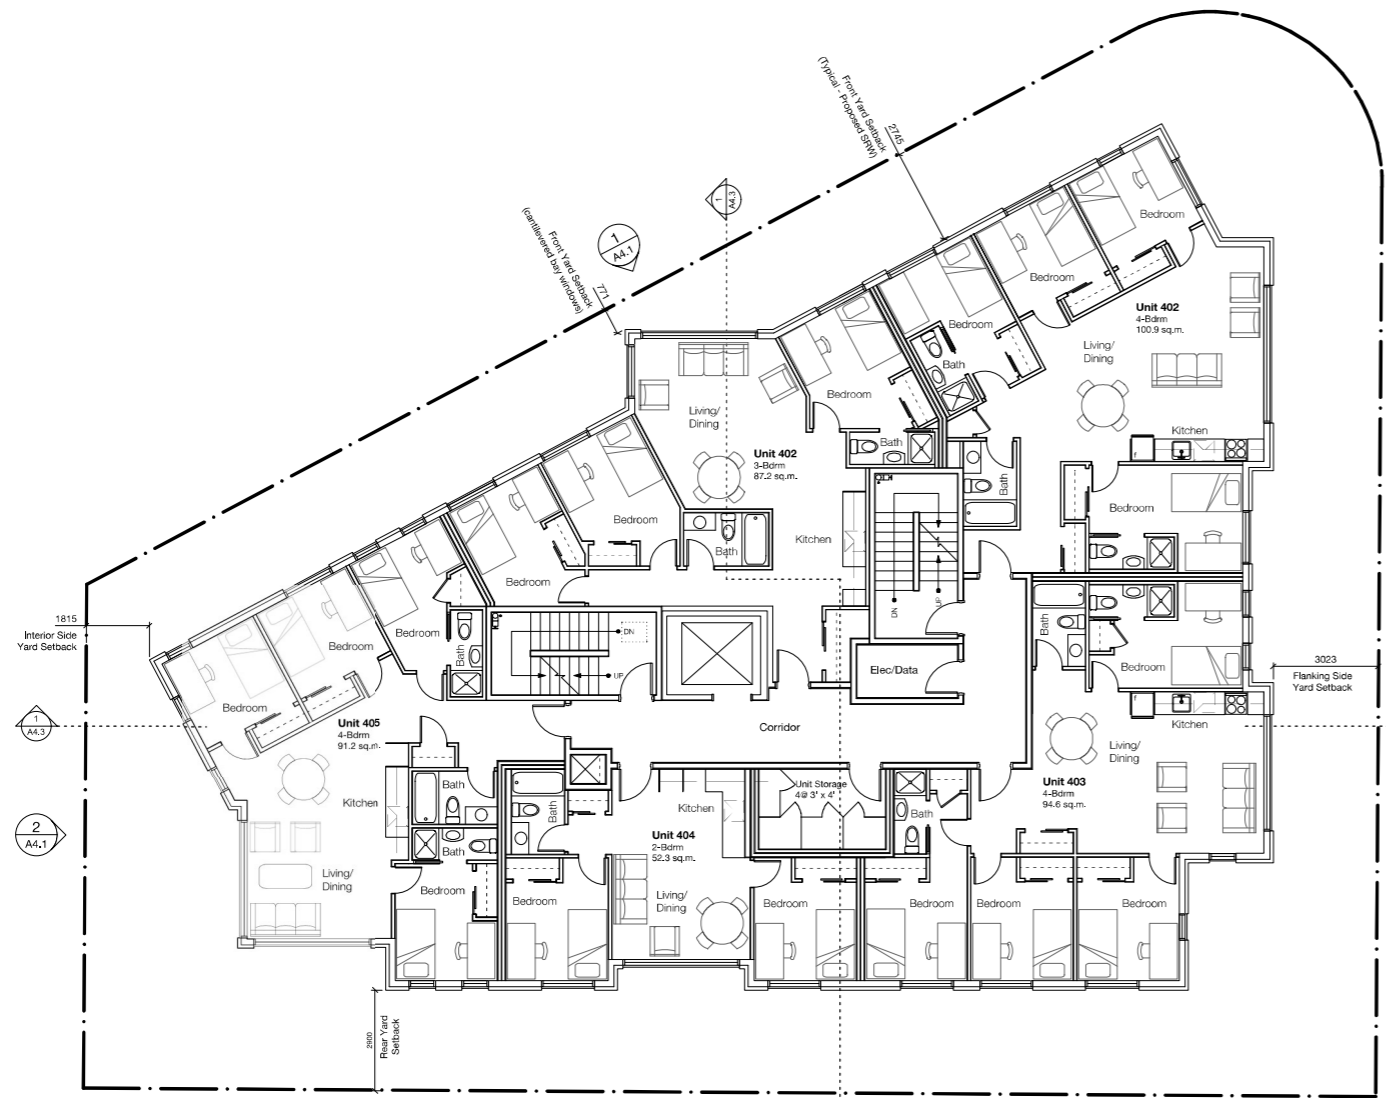 Front Yard Setback
(Typical - Proposed SRW)
2745
1
A4.3
Front Yard Setback
(cantilevered bay windows)
771
1
A4.1
Bedroom
Bedroom
Bedroom
Bath
Unit 402
4-Bdrm
100.9 sq.m.
Living/
Dining
Kitchen
f
Bath
Bedroom
Living/
Dining
Unit 402
3-Bdrm
87.2 sq.m.
Bedroom
Bath
Bedroom
Bedroom
Bath
Kitchen
DN
UP
1815
Interior Side
Yard Setback
Bedroom
Bedroom
Bedroom
Bath
DN
UP
Elec/Data
Corridor
Bath
Bedroom
3023
Flanking Side
Yard Setback
1
A4.3
Unit 405
4-Bdrm
91.2 sq.m.
Kitchen
Bath
Bath
Living/
Dining
Bedroom
2
A4.1
Bath
Kitchen
Unit 404
2-Bdrm
52.3 sq.m.
Living/
Dining
Bedroom
Bedroom
Unit Storage
4@ 3' x 4'
Bath
f
Kitchen
Living/
Dining
Unit 403
4-Bdrm
94.6 sq.m.
Bedroom
Bedroom
Bedroom
2900
Rear Yard
Setback